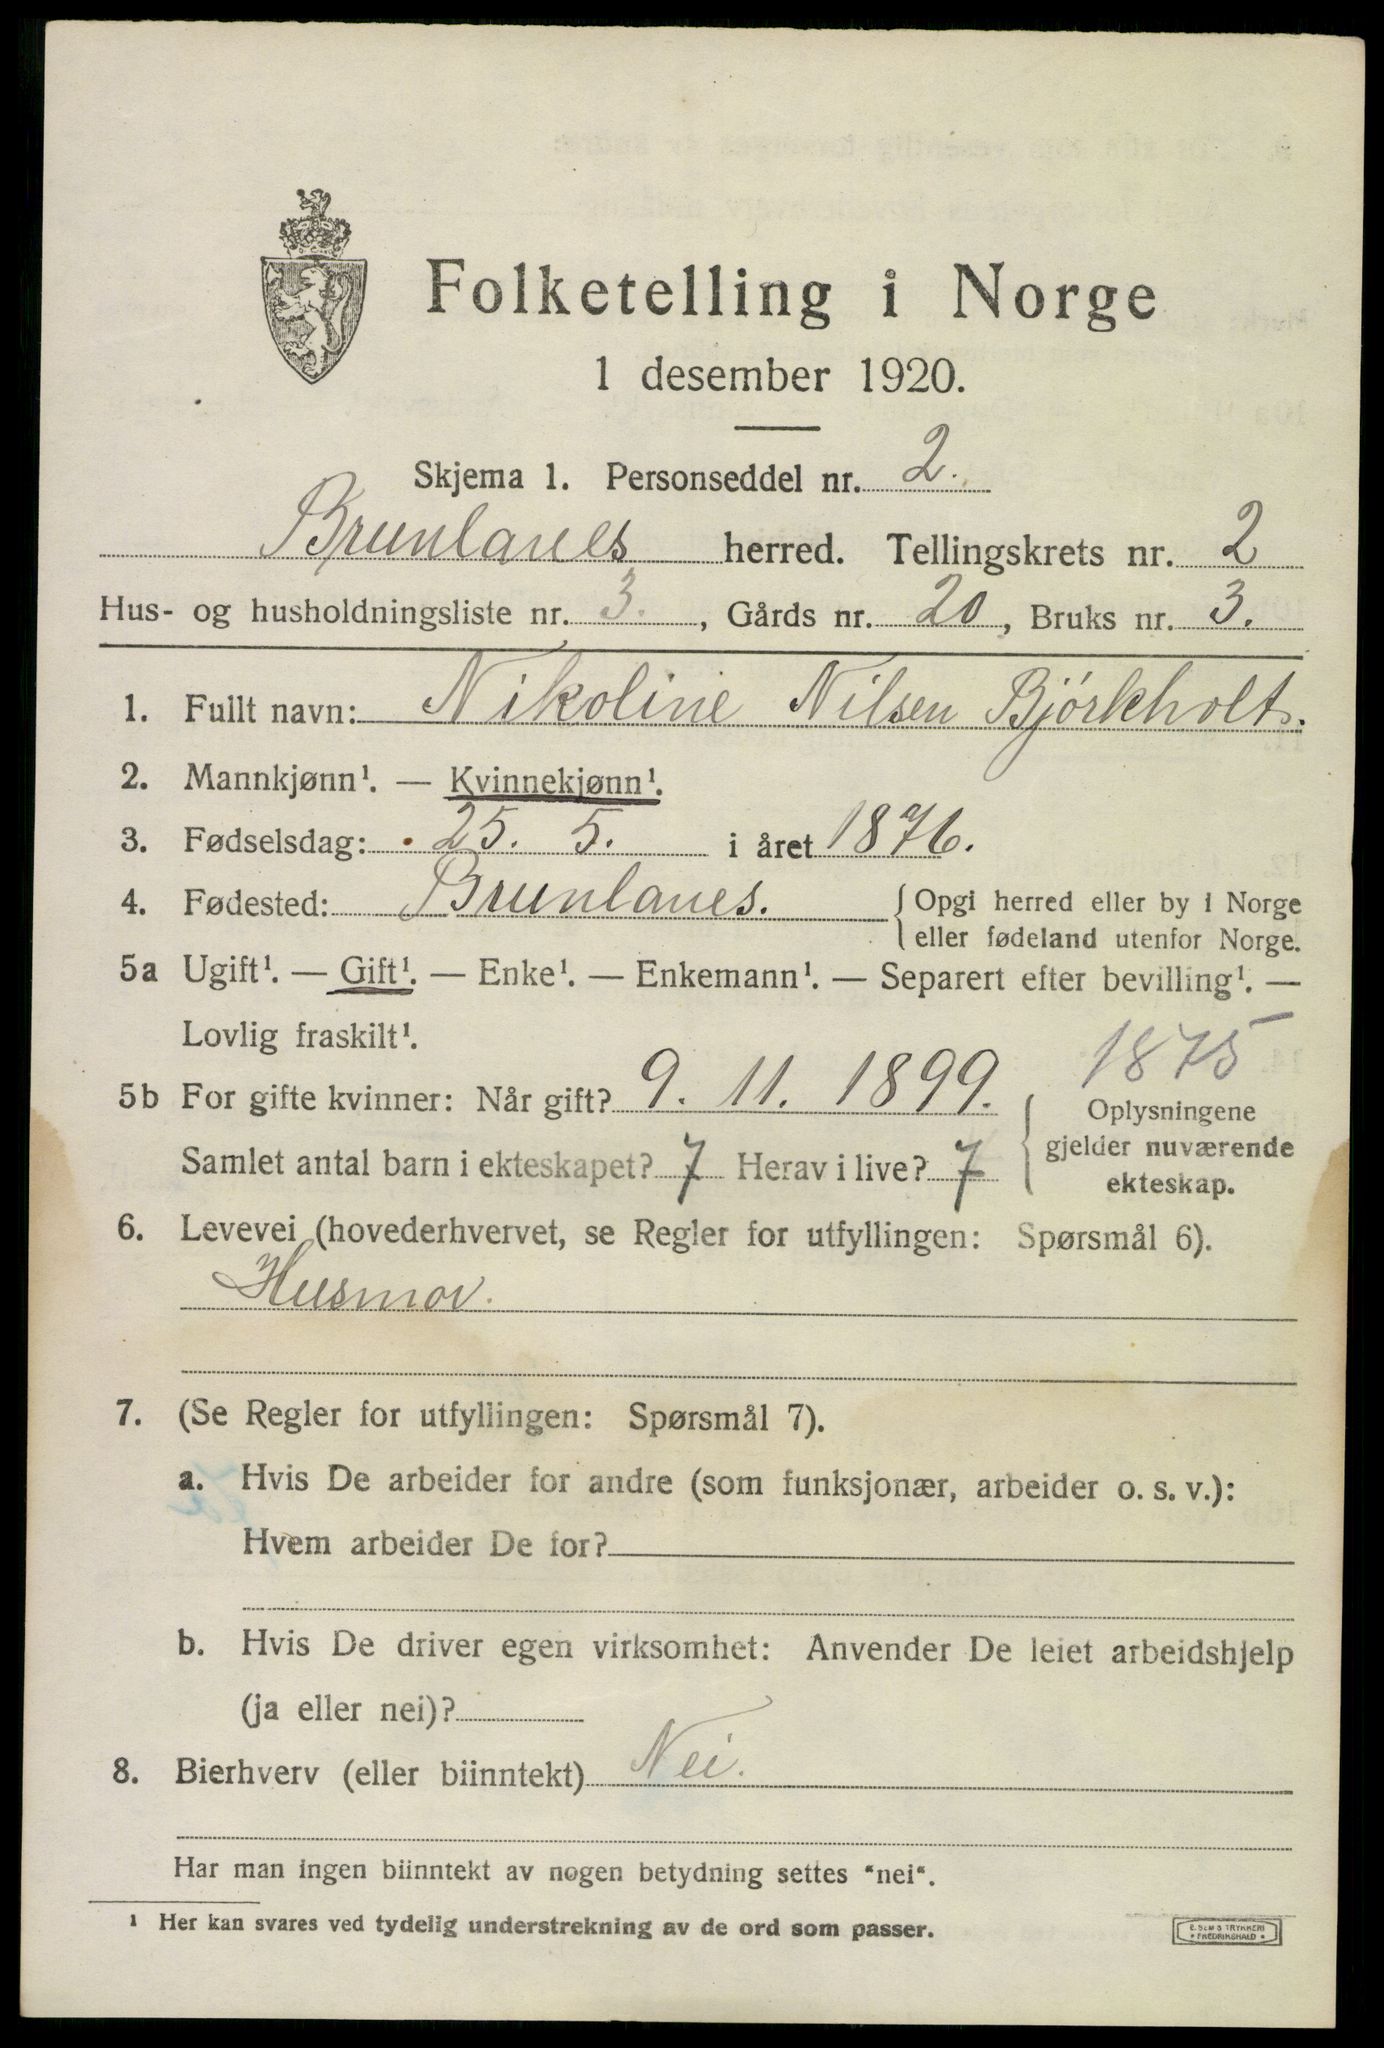 Folketelling i Norge
1 desember 1920.
Skjema 1. Personseddel nr. 2.
Brunlanes herred. Tellingskrets nr. 2
Hus- og husholdningsliste nr. 3., Gårds nr. 20, Bruks nr. 3.
1. Fullt navn: Nikoline Nilsen Bjørkholt.
2. Mannkjønn¹. — Kvinnekjønn¹.
3. Fødselsdag: 25. 5. i året 1876.
4. Fødested: Brunlanes. Opgi herred eller by i Norge
eller fødeland utenfor Norge.
5a Ugift¹. — Gift¹. — Enke¹. — Enkemann¹. — Separert efter bevilling¹. —
Lovlig fraskilt¹.
1875
5b For gifte kvinner: Når gift? 9. 11. 1899.
Samlet antal barn i ekteskapet? 7 Herav i live? 7
Oplysningene
gjelder nuværende
ekteskap.
6. Levevei (hovederhvervet, se Regler for utfyllingen: Spørsmål 6).
Husmor.
7. (Se Regler for utfyllingen: Spørsmål 7).
a. Hvis De arbeider for andre (som funksjonær, arbeider o. s. v.):
Hvem arbeider De for?
b. Hvis De driver egen virksomhet: Anvender De leiet arbeidshjelp
(ja eller nei)?
8. Bierhverv (eller biinntekt) Nei.
Har man ingen biinntekt av nogen betydning settes "nei".
¹ Her kan svares ved tydelig understrekning av de ord som passer.
E. SEMS TRYKKERI
FREDRIKSHALD